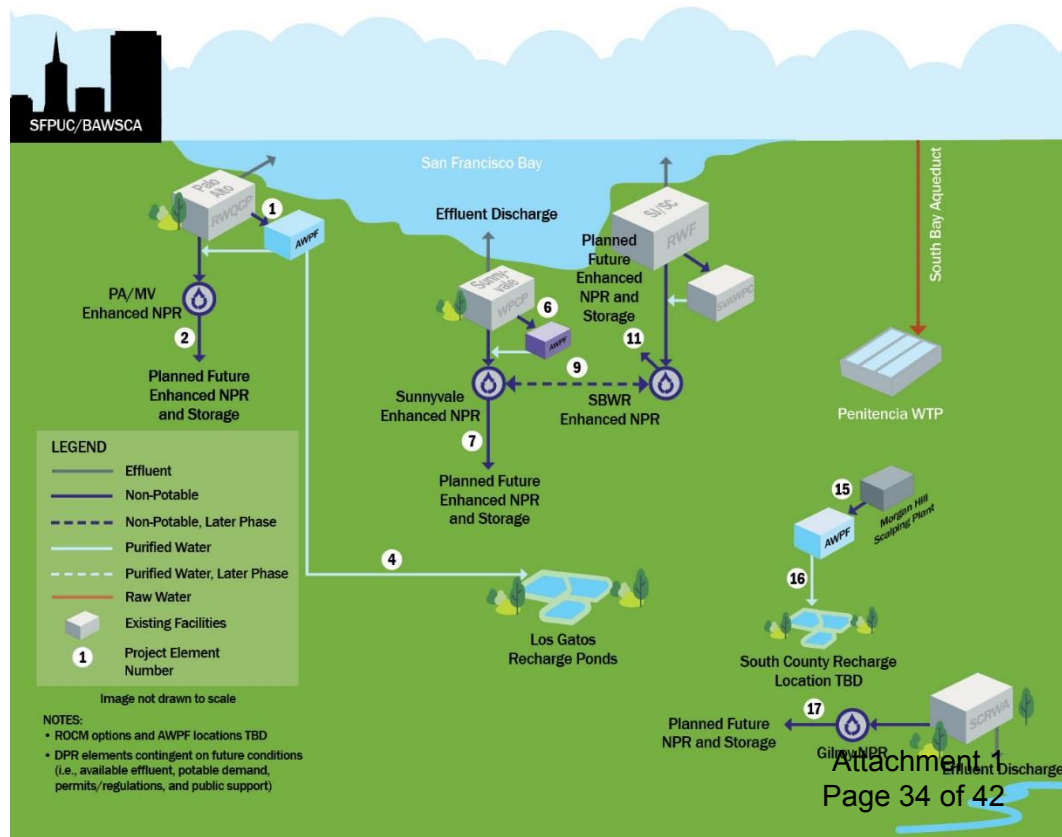 SFPUC/BAWSCA
San Francisco Bay
South Bay Aqueduct
Palo
Alto
RWQCP
1
AWPF
PA/MV
Enhanced NPR
2
Planned Future
Enhanced NPR
and Storage
Effluent Discharge
Sunny-
vale
WPCP
6
AWPF
Sunnyvale
Enhanced NPR
7
Planned Future
Enhanced NPR
and Storage
9
SJ/SC
RWF
Planned
Future
Enhanced
NPR and
Storage
SVAWPC
11
SBWR
Enhanced NPR
Penitencia WTP
LEGEND
Effluent
Non-Potable
Non-Potable, Later Phase
Purified Water
Purified Water, Later Phase
Raw Water
Existing Facilities
1
Project Element
Number
Image not drawn to scale
NOTES:
• ROCM options and AWPF locations TBD
• DPR elements contingent on future conditions
(i.e., available effluent, potable demand,
permits/regulations, and public support)
4
Los Gatos
Recharge Ponds
15
Morgan Hill
Scalping Plant
AWPF
16
South County Recharge
Location TBD
SCRWA
17
Planned Future
NPR and Storage
Gilroy NPR
Effluent Discharge
Attachment 1
Page 34 of 42